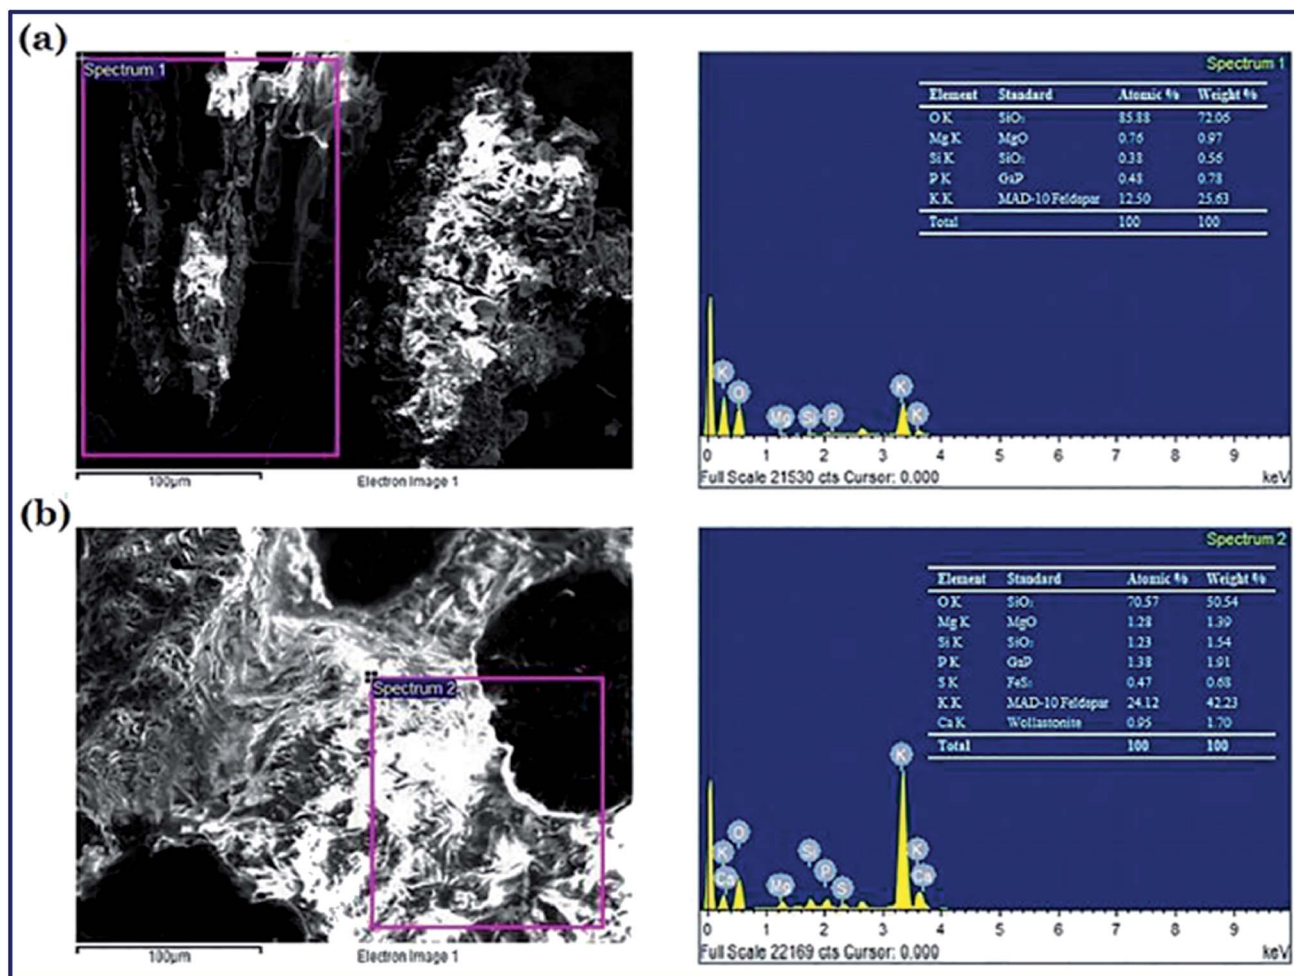 (a)
Spectrum 1
100µm
Electron Image 1
Spectrum 1
Element Standard Atomic % Weight %
O K SiO₂ 85.88 72.06
Mg K MgO 0.76 0.97
Si K SiO₂ 0.38 0.56
P K GaP 0.48 0.78
K K MAD-10 Feldspar 12.50 25.63
Total 100 100
K
O
Mg
Si
P
K
K
0 1 2 3 4 5 6 7 8 9
Full Scale 21530 cts Cursor: 0.000
keV
(b)
Spectrum 2
100µm
Electron Image 1
Spectrum 2
Element Standard Atomic % Weight %
O K SiO₂ 70.57 50.54
Mg K MgO 1.28 1.39
Si K SiO₂ 1.23 1.54
P K GaP 1.38 1.91
S K FeS₂ 0.47 0.68
K K MAD-10 Feldspar 24.12 42.23
Ca K Wollastonite 0.95 1.70
Total 100 100
K
Ca
O
Mg
Si
P
S
K
K
Ca
0 1 2 3 4 5 6 7 8 9
Full Scale 22169 cts Cursor: 0.000
keV